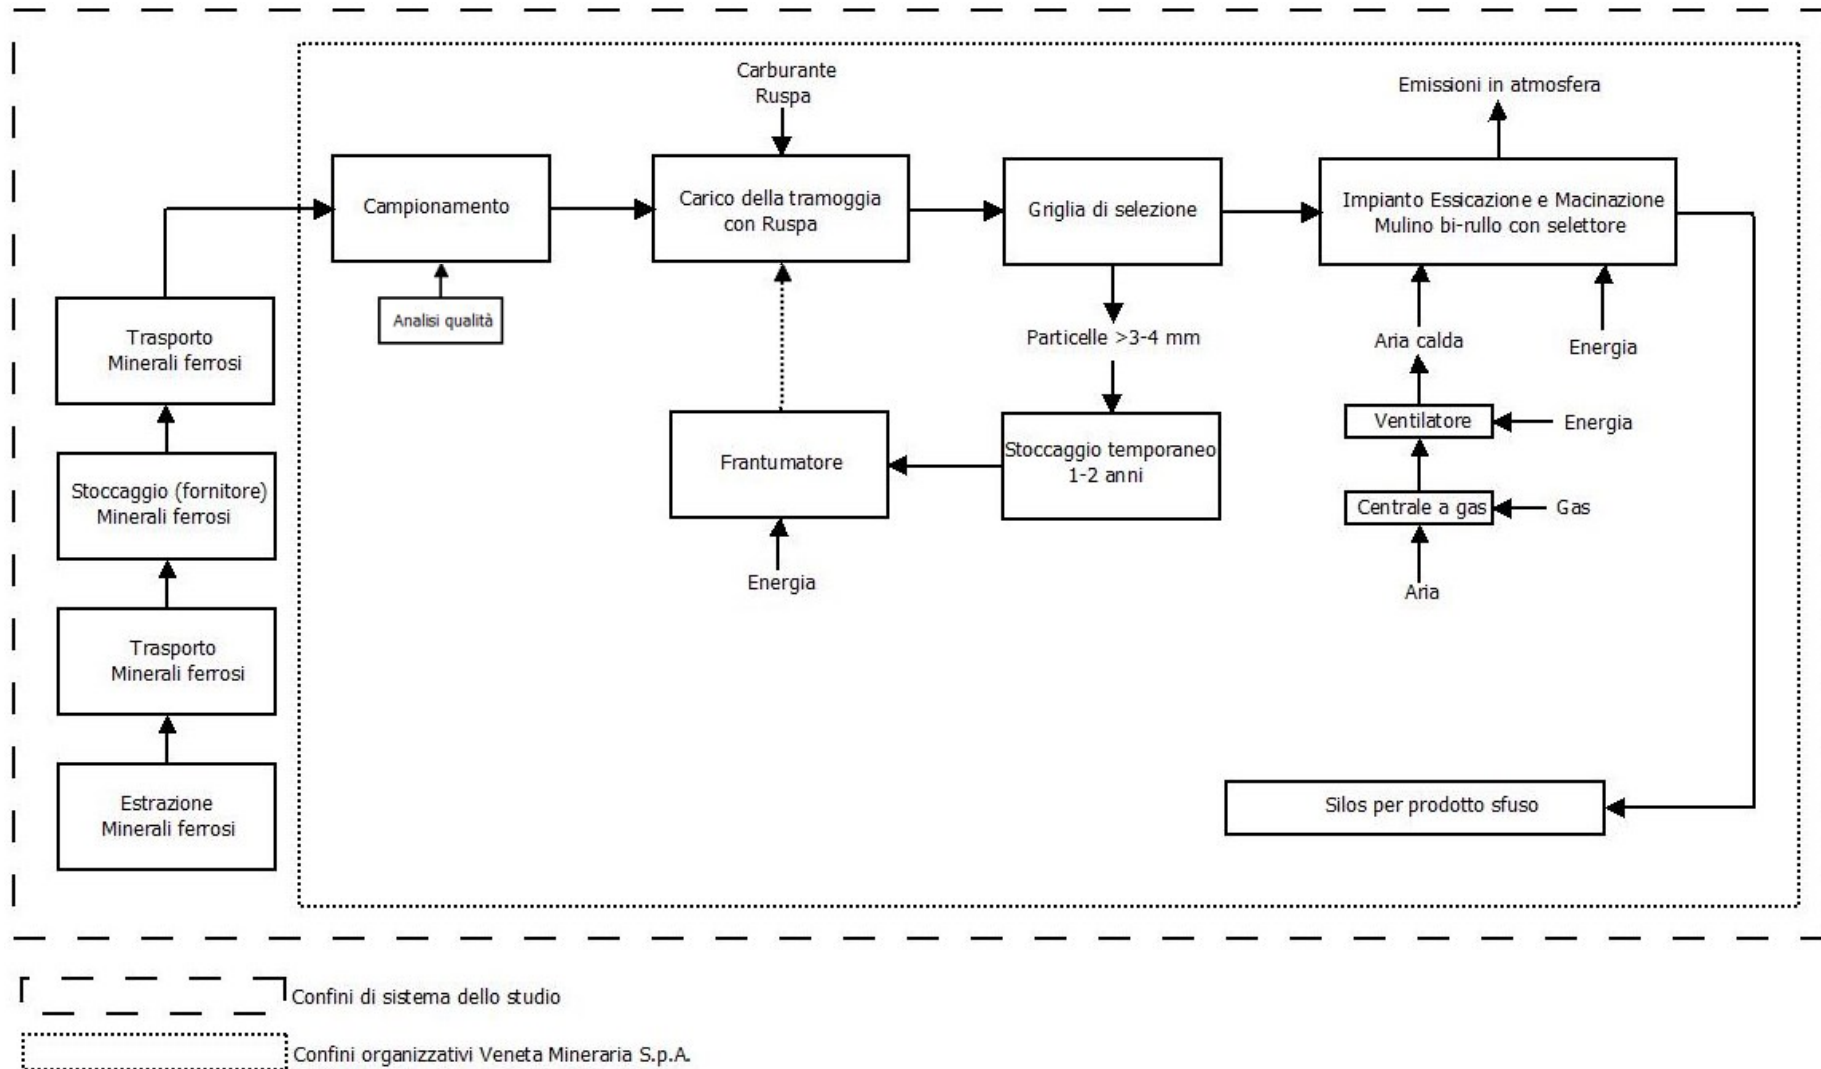 Carburante
Ruspa
Emissioni in atmosfera
Campionamento
Carico della tramoggia
con Ruspa
Griglia di selezione
Impianto Essicazione e Macinazione
Mulino bi-rullo con selettore
Analisi qualità
Trasporto
Minerali ferrosi
Particelle >3-4 mm
Aria calda
Energia
Ventilatore
Energia
Frantumatore
Stoccaggio temporaneo
1-2 anni
Stoccaggio (fornitore)
Minerali ferrosi
Centrale a gas
Gas
Energia
Aria
Trasporto
Minerali ferrosi
Estrazione
Minerali ferrosi
Silos per prodotto sfuso
Confini di sistema dello studio
Confini organizzativi Veneta Mineraria S.p.A.